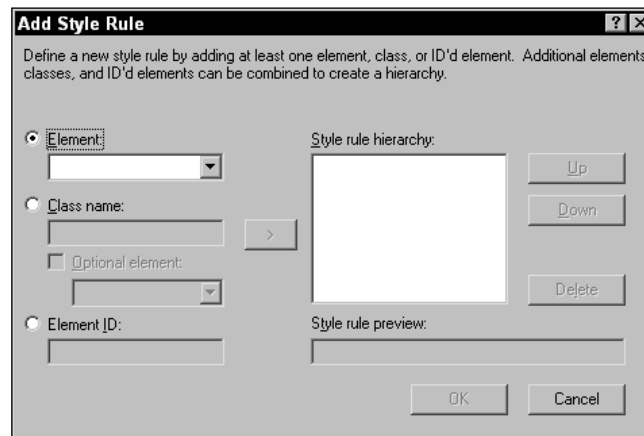 Add Style Rule
Define a new style rule by adding at least one element, class, or ID'd element. Additional elements
classes, and ID'd elements can be combined to create a hierarchy.
Element:
Style rule hierarchy:
Up
Class name:
Down
>
Optional element:
Delete
Element ID:
Style rule preview:
OK
Cancel